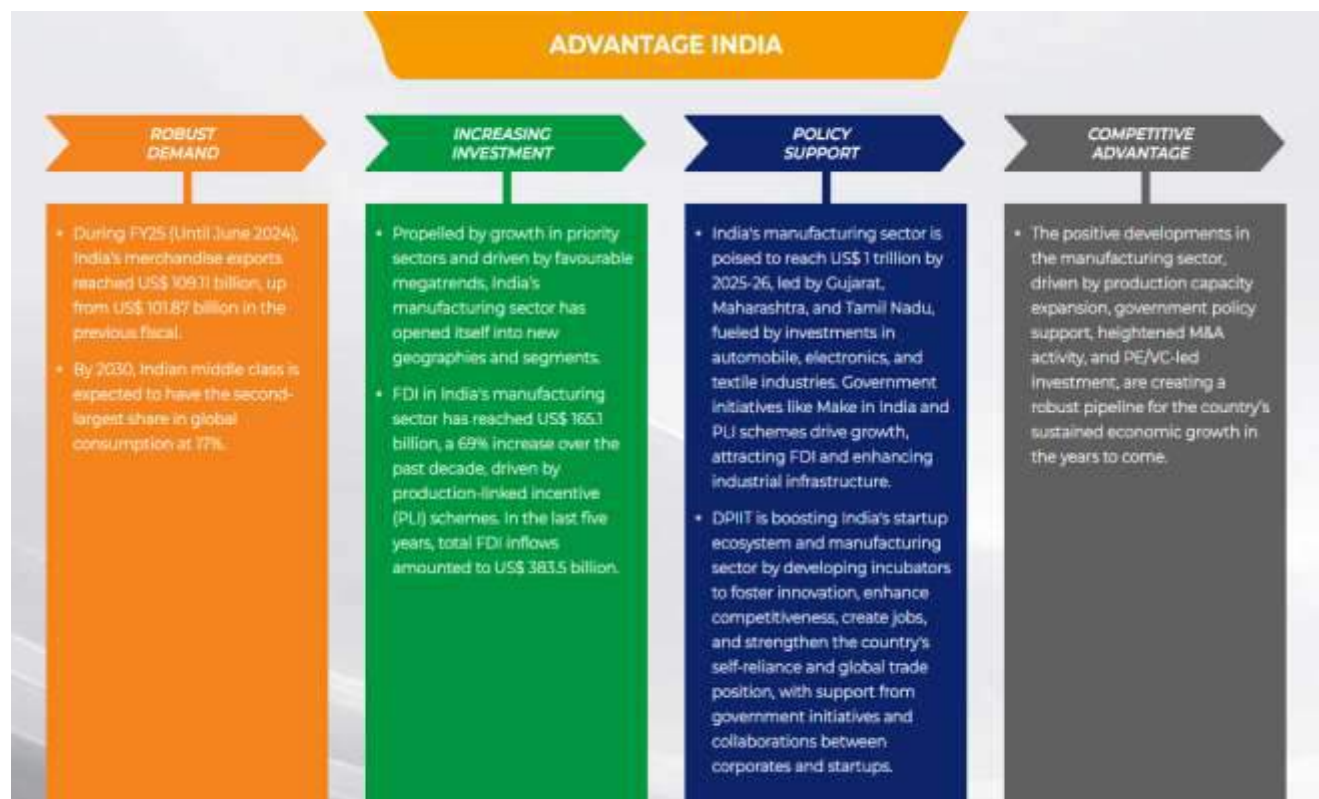 ADVANTAGE INDIA
ROBUST
DEMAND
• During FY25 (Until June 2024),
India's merchandise exports
reached US$ 109.11 billion, up
from US$ 101.87 billion in the
previous fiscal.
• By 2030, Indian middle class is
expected to have the second-
largest share in global
consumption at 17%.
INCREASING
INVESTMENT
• Propelled by growth in priority
sectors and driven by favourable
megatrends, India's
manufacturing sector has
opened itself into new
geographies and segments.
• FDI in India's manufacturing
sector has reached US$ 165.1
billion, a 69% increase over the
past decade, driven by
production-linked incentive
(PLI) schemes. In the last five
years, total FDI inflows
amounted to US$ 383.5 billion.
POLICY
SUPPORT
• India's manufacturing sector is
poised to reach US$ 1 trillion by
2025-26, led by Gujarat,
Maharashtra, and Tamil Nadu,
fueled by investments in
automobile, electronics, and
textile industries. Government
initiatives like Make in India and
PLI schemes drive growth,
attracting FDI and enhancing
industrial infrastructure.
• DPIIT is boosting India's startup
ecosystem and manufacturing
sector by developing incubators
to foster innovation, enhance
competitiveness, create jobs,
and strengthen the country's
self-reliance and global trade
position, with support from
government initiatives and
collaborations between
corporates and startups.
COMPETITIVE
ADVANTAGE
• The positive developments in
the manufacturing sector,
driven by production capacity
expansion, government policy
support, heightened M&A
activity, and PE/VC-led
investment, are creating a
robust pipeline for the country's
sustained economic growth in
the years to come.